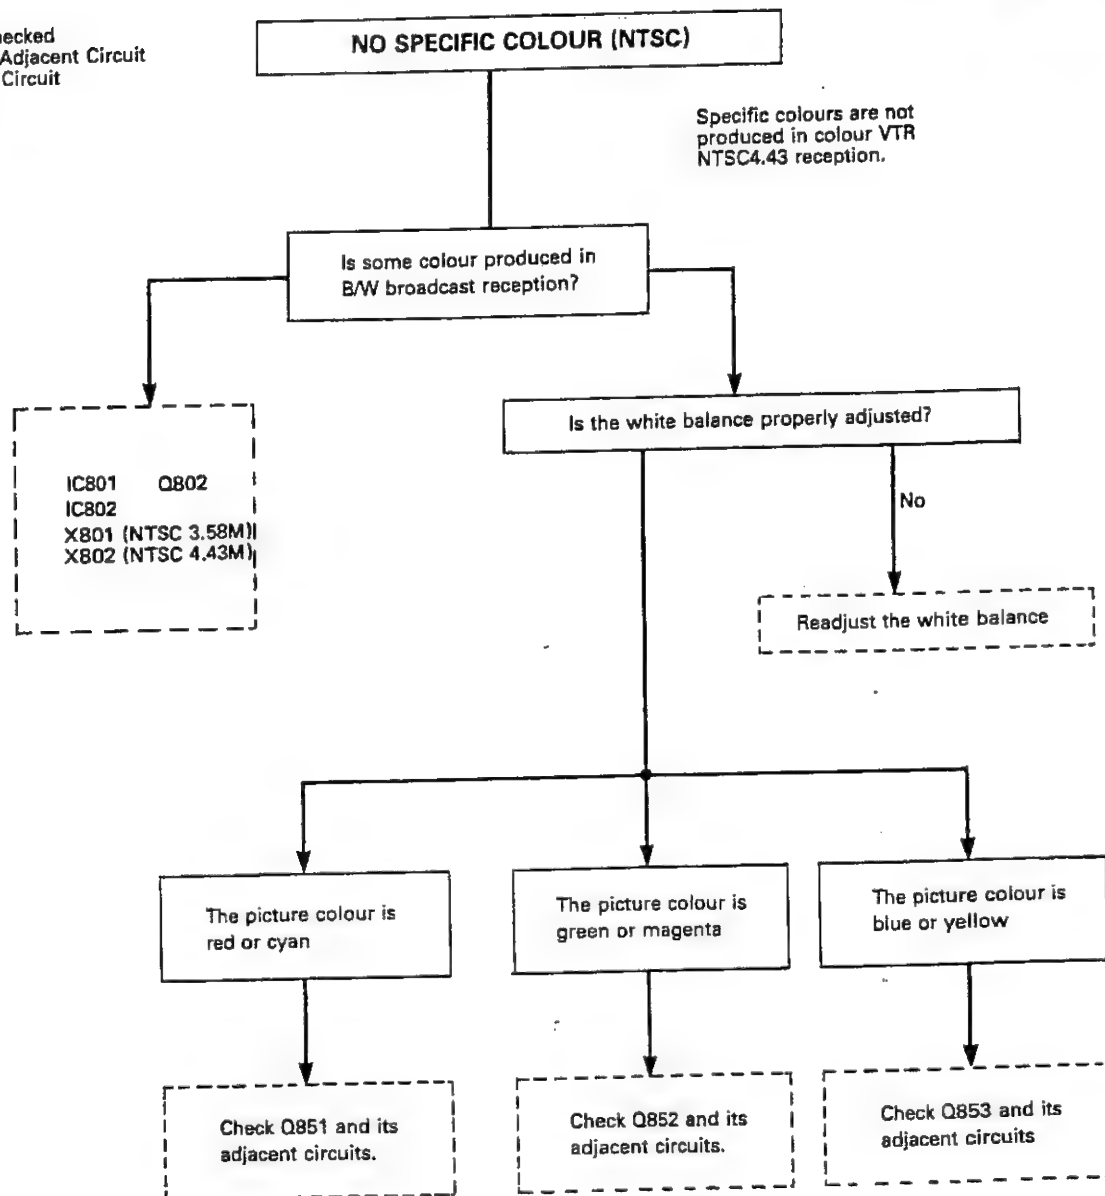 Adjacent Circuit
Circuit
NO SPECIFIC COLOUR (NTSC)
Specific colours are not
produced in colour VTR
NTSC4.43 reception.
Is some colour produced in
B/W broadcast reception?
Is the white balance properly adjusted?
IC801 Q802
IC802
X801 (NTSC 3.58M)
X802 (NTSC 4.43M)
No
Readjust the white balance
The picture colour is
red or cyan
The picture colour is
green or magenta
The picture colour is
blue or yellow
Check Q851 and its
adjacent circuits.
Check Q852 and its
adjacent circuits.
Check Q853 and its
adjacent circuits